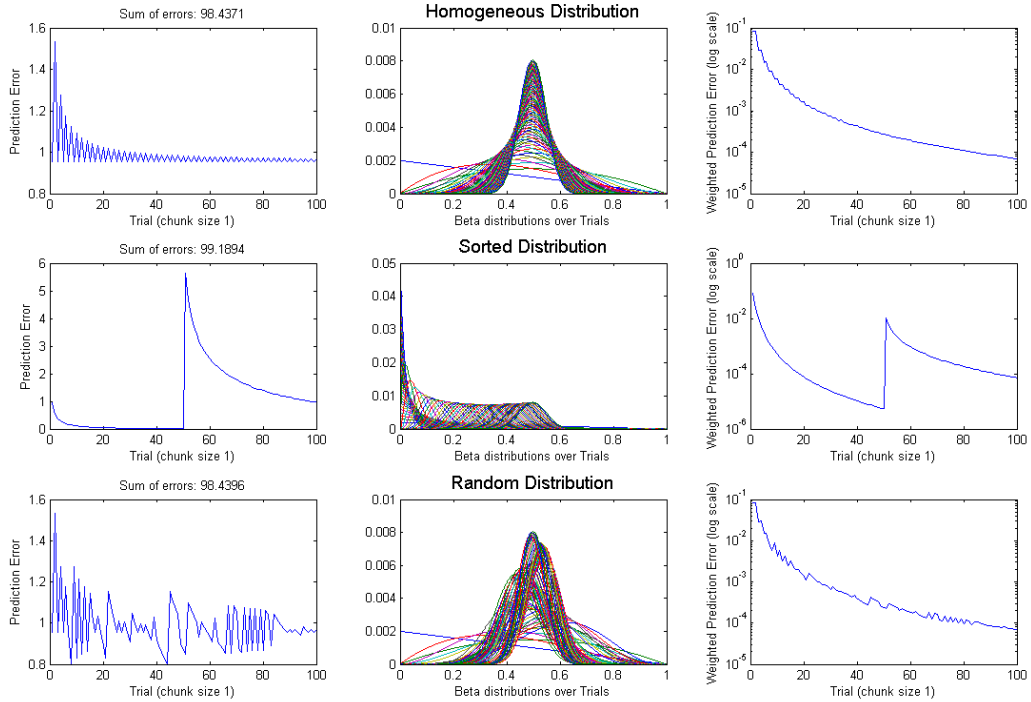 Sum of errors: 98.4371
Prediction Error
1.6
1.4
1.2
1
0.8
0 20 40 60 80 100
Trial (chunk size 1)
Homogeneous Distribution
0.01
0.008
0.006
0.004
0.002
0
0 0.2 0.4 0.6 0.8 1
Beta distributions over Trials
Weighted Prediction Error (log scale)
10^-1
10^-2
10^-3
10^-4
10^-5
0 20 40 60 80 100
Trial (chunk size 1)
Sum of errors: 99.1894
Prediction Error
6
5
4
3
2
1
0
0 20 40 60 80 100
Trial (chunk size 1)
Sorted Distribution
0.05
0.04
0.03
0.02
0.01
0
0 0.2 0.4 0.6 0.8 1
Beta distributions over Trials
Weighted Prediction Error (log scale)
10^0
10^-2
10^-4
10^-6
0 20 40 60 80 100
Trial (chunk size 1)
Sum of errors: 98.4396
Prediction Error
1.6
1.4
1.2
1
0.8
0 20 40 60 80 100
Trial (chunk size 1)
Random Distribution
0.01
0.008
0.006
0.004
0.002
0
0 0.2 0.4 0.6 0.8 1
Beta distributions over Trials
Weighted Prediction Error (log scale)
10^-1
10^-2
10^-3
10^-4
10^-5
0 20 40 60 80 100
Trial (chunk size 1)